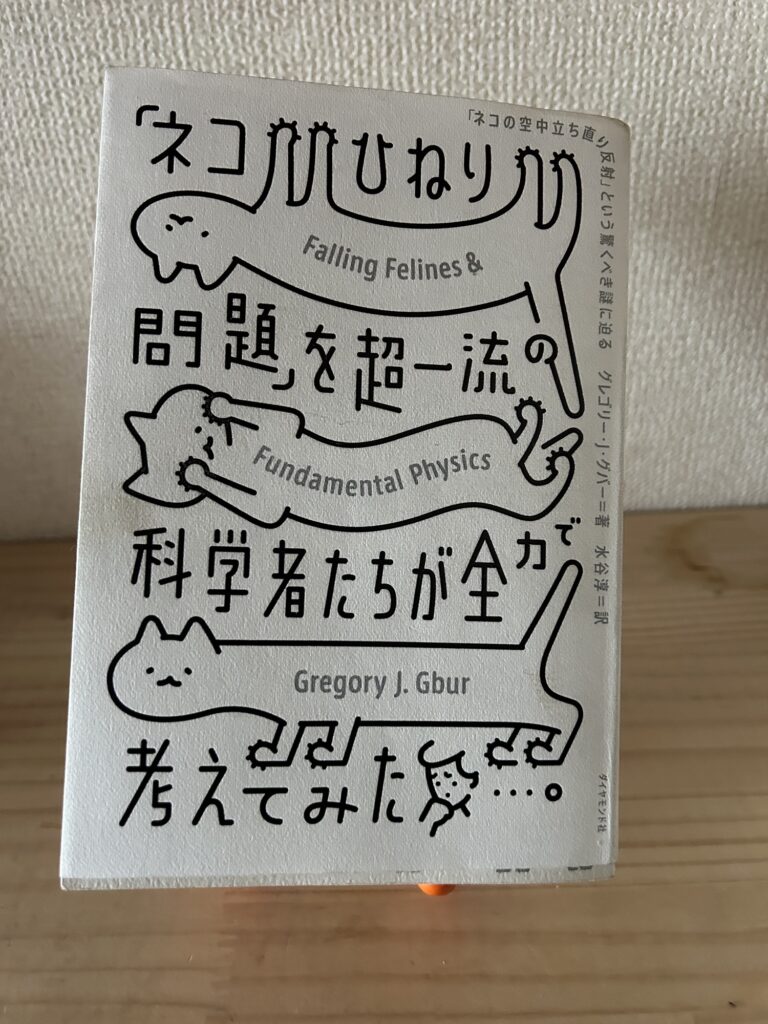 「ネコひねり
Falling Felines &
問題」を超一流の
Fundamental Physics
科学者たちが全力で
Gregory J. Gbur
考えてみた……。
「ネコの空中立ち直り反射」という驚くべき謎に迫る グレゴリー・J・グバー=著 水谷淳=訳
ダイヤモンド社